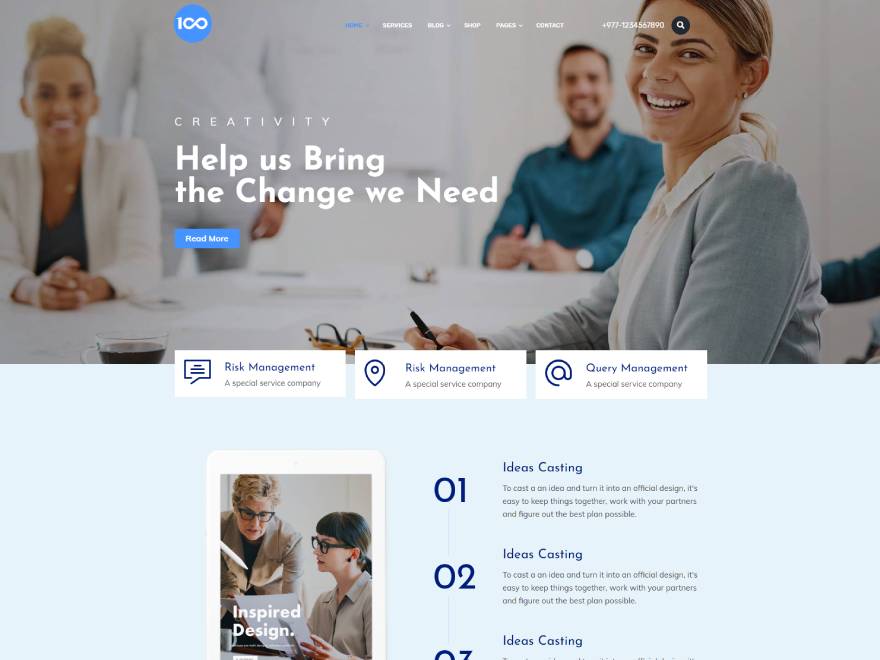 100
HOME
SERVICES
BLOG
SHOP
PAGES
CONTACT
+977-1234567890
CREATIVITY
Help us Bring
the Change we Need
Read More
Risk Management
A special service company
Risk Management
A special service company
Query Management
A special service company
Inspired
Design.
01
Ideas Casting
To cast a an idea and turn it into an official design, it's
easy to keep things together, work with your partners
and figure out the best plan possible.
02
Ideas Casting
To cast a an idea and turn it into an official design, it's
easy to keep things together, work with your partners
and figure out the best plan possible.
03
Ideas Casting